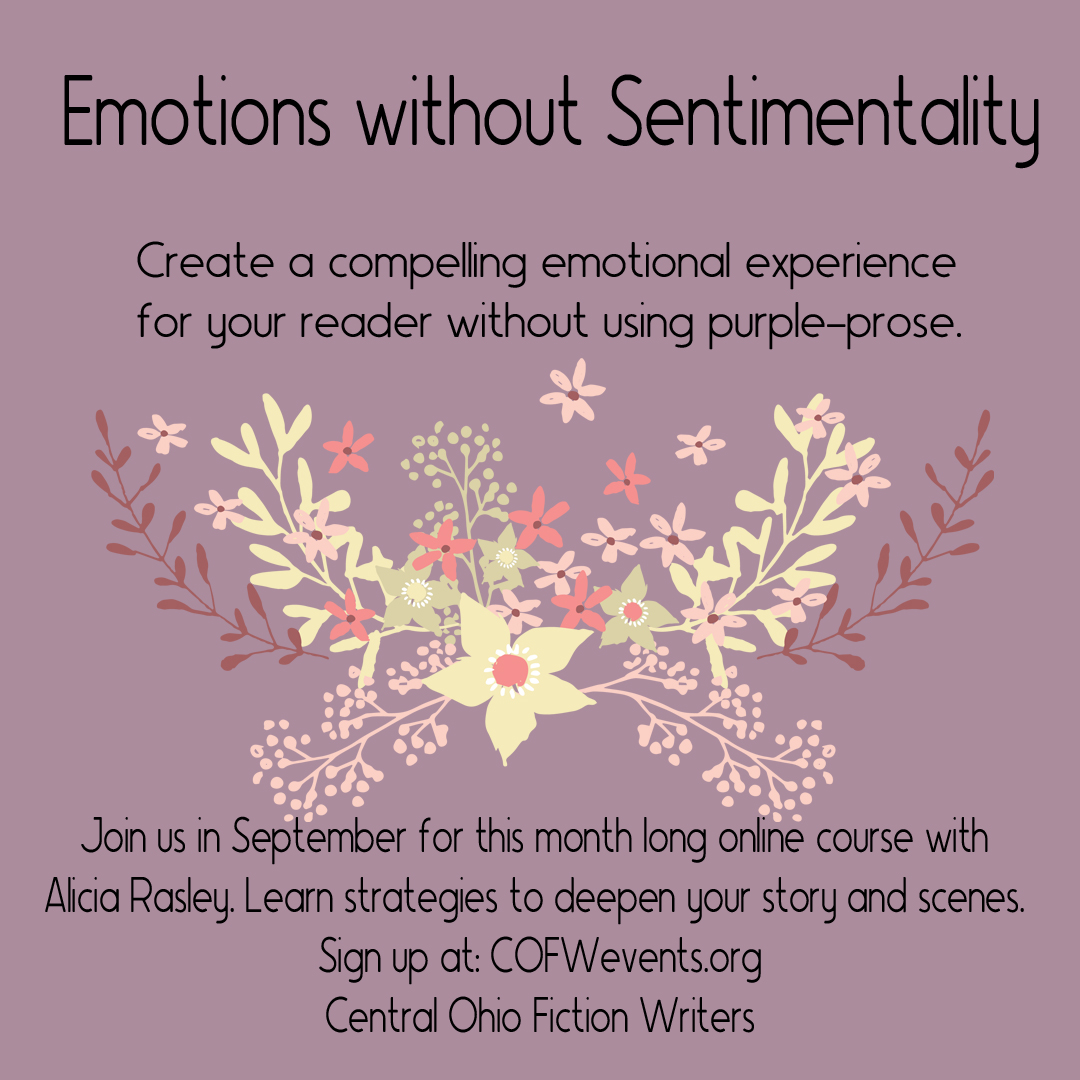 Emotions without Sentimentality
Create a compelling emotional experience
for your reader without using purple-prose.
Join us in September for this month long online course with
Alicia Rasley. Learn strategies to deepen your story and scenes.
Sign up at: COFWevents.org
Central Ohio Fiction Writers